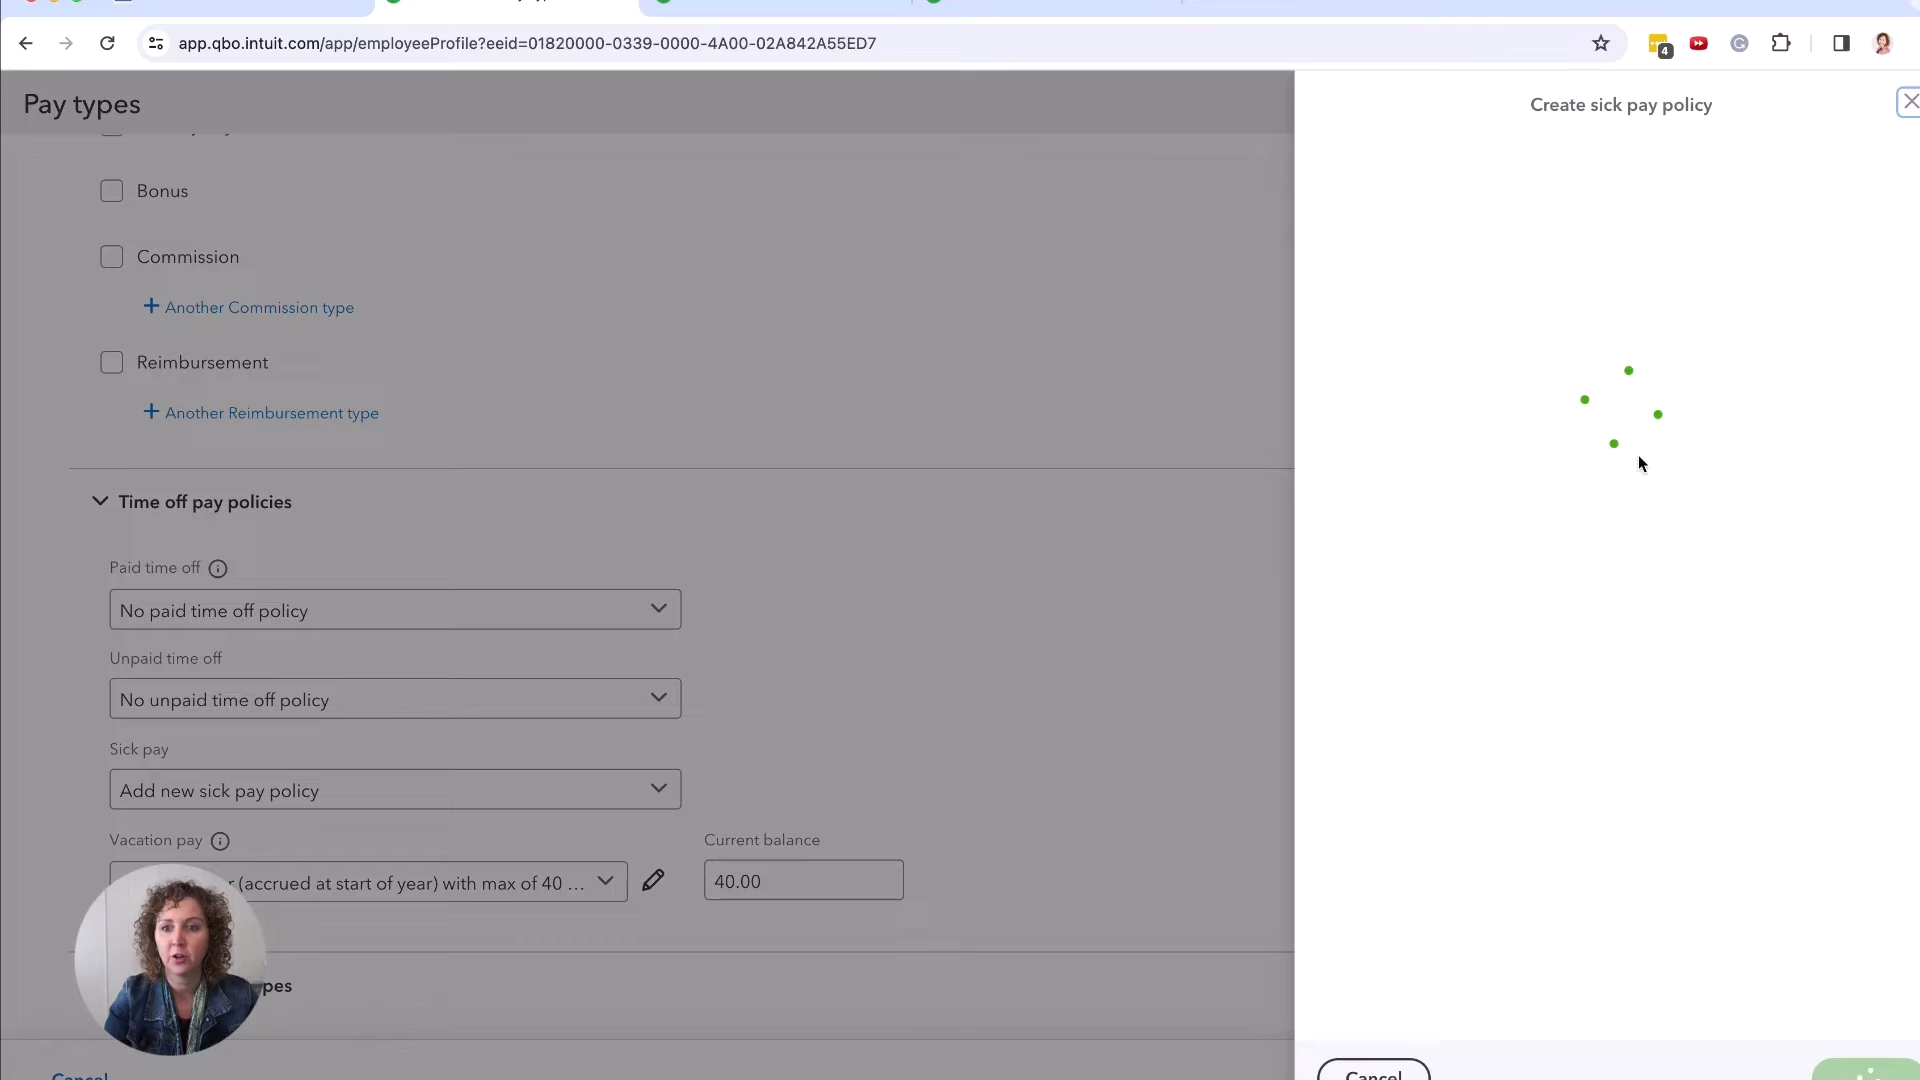 app.qbo.intuit.com/app/employeeProfile?eeid=01820000-0339-0000-4A00-02A842A55ED7
4
Pay types
Create sick pay policy
Bonus
Commission
+ Another Commission type
Reimbursement
+ Another Reimbursement type
Time off pay policies
Paid time off
No paid time off policy
Unpaid time off
No unpaid time off policy
Sick pay
Add new sick pay policy
Vacation pay
Current balance
(accrued at start of year) with max of 40 ...
40.00
Cancel
Cancel